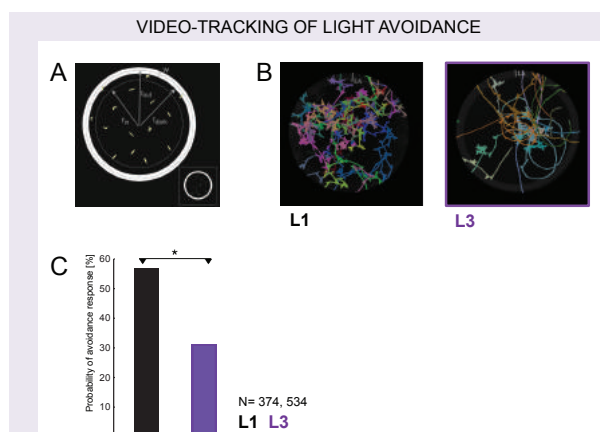 VIDEO-TRACKING OF LIGHT AVOIDANCE
A
B
L1
L3
C
Probability of avoidance response [%]
60
50
40
30
20
10
*
N= 374, 534
L1 L3